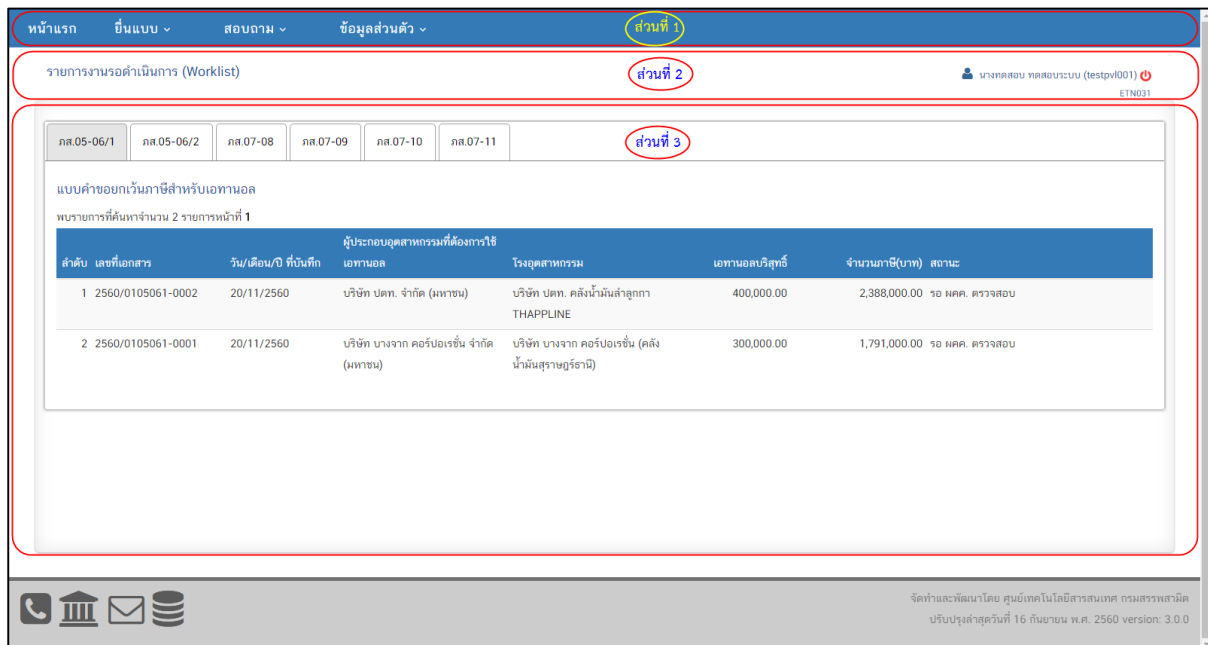 หน้าแรก ยื่นแบบ สอบถาม ข้อมูลส่วนตัว ส่วนที่ 1
รายการงานรอดำเนินการ (Worklist) ส่วนที่ 2 นางทดสอบ ทดสอบระบบ (testpvl001)
ETN031
ภส.05-06/1 ภส.05-06/2 ภส.07-08 ภส.07-09 ภส.07-10 ภส.07-11 ส่วนที่ 3
แบบคำขอยกเว้นภาษีสำหรับเอทานอล
พบรายการที่ค้นหาจำนวน 2 รายการหน้าที่ 1
ผู้ประกอบอุตสาหกรรมที่ต้องการใช้
ลำดับ เลขที่เอกสาร วัน/เดือน/ปี ที่บันทึก เอทานอล โรงอุตสาหกรรม เอทานอลบริสุทธิ์ จำนวนภาษี(บาท) สถานะ
1 2560/0105061-0002 20/11/2560 บริษัท ปตท. จำกัด (มหาชน) บริษัท ปตท. คลังน้ำมันลำลูกกา 400,000.00 2,388,000.00 รอ ผคค. ตรวจสอบ
THAPPLINE
2 2560/0105061-0001 20/11/2560 บริษัท บางจาก คอร์ปอเรชั่น จำกัด บริษัท บางจาก คอร์ปอเรชั่น (คลัง 300,000.00 1,791,000.00 รอ ผคค. ตรวจสอบ
(มหาชน) น้ำมันสุราษฎร์ธานี)
จัดทำและพัฒนาโดย ศูนย์เทคโนโลยีสารสนเทศ กรมสรรพสามิต
ปรับปรุงล่าสุดวันที่ 16 กันยายน พ.ศ. 2560 version: 3.0.0